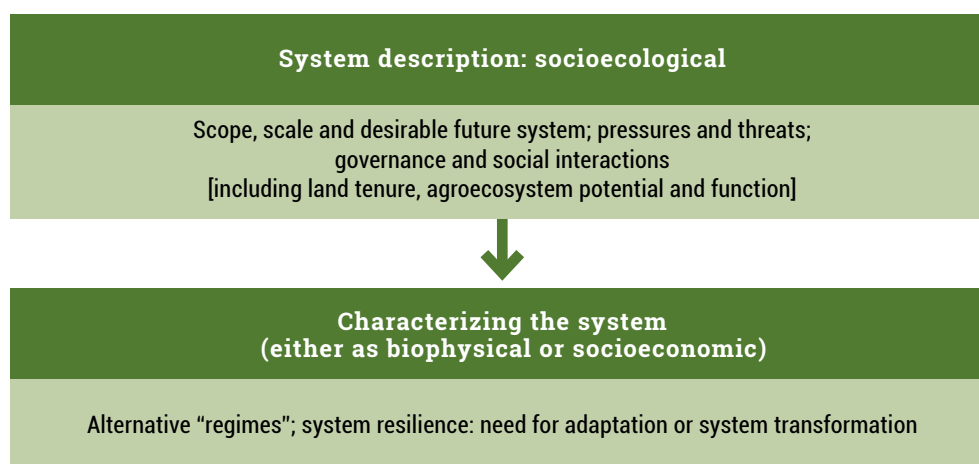 System description: socioecological
Scope, scale and desirable future system; pressures and threats;
governance and social interactions
[including land tenure, agroecosystem potential and function]
Characterizing the system
(either as biophysical or socioeconomic)
Alternative “regimes”; system resilience: need for adaptation or system transformation